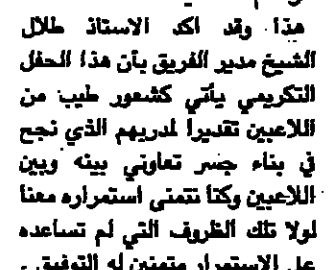 هذا وقد اكد الاستاذ طلال
الشيخ مدير الفريق بأن هذا الحفل
التكريمي يأتي كشعور طيب من
اللاعبين تقديرا لمدربهم الذي نجح
في بناء جسر تعاوني بينه وبين
اللاعبين وكنا نتمنى استمراره معنا
لولا تلك الظروف التي لم تساعده
على الاستمرار متمنين له التوفيق .